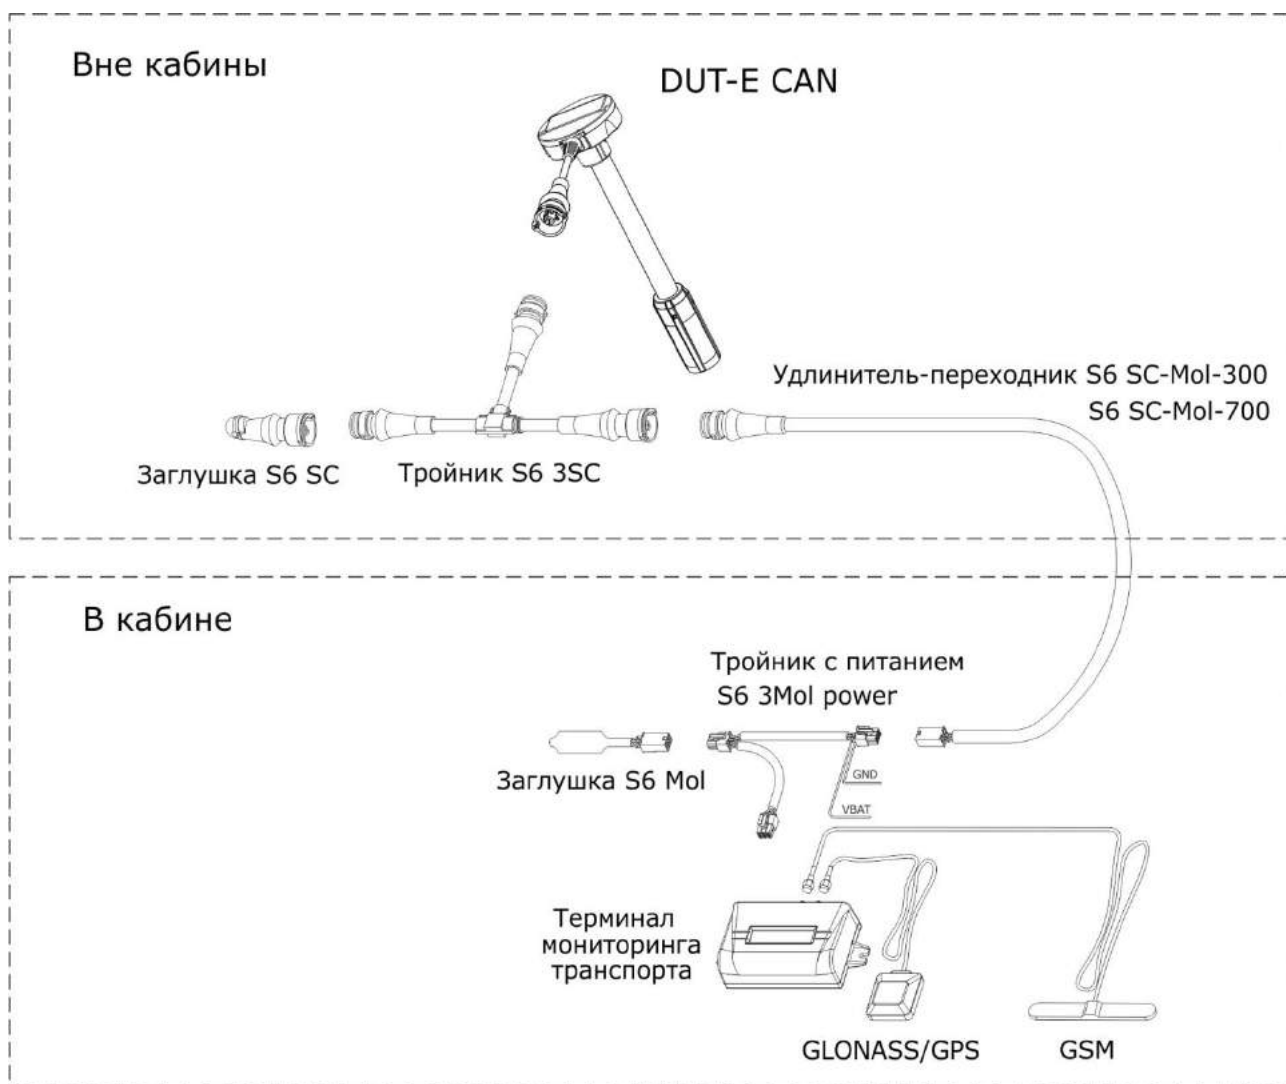 Вне кабины
DUT-E CAN
Удлинитель-переходник S6 SC-Mol-300
S6 SC-Mol-700
Заглушка S6 SC
Тройник S6 3SC
В кабине
Тройник с питанием
S6 3Mol power
Заглушка S6 Mol
GND
VBAT
Терминал
мониторинга
транспорта
GLONASS/GPS
GSM